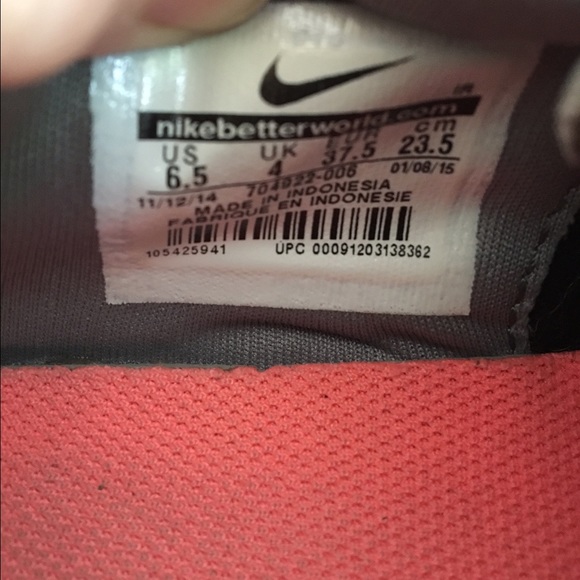 nikebetterworld.com
US UK EUR cm
6.5 4 37.5 23.5
11/12/14 704922-006 01/08/15
MADE IN INDONESIA
FABRIQUE EN INDONESIE
105425941 UPC 00091203138362